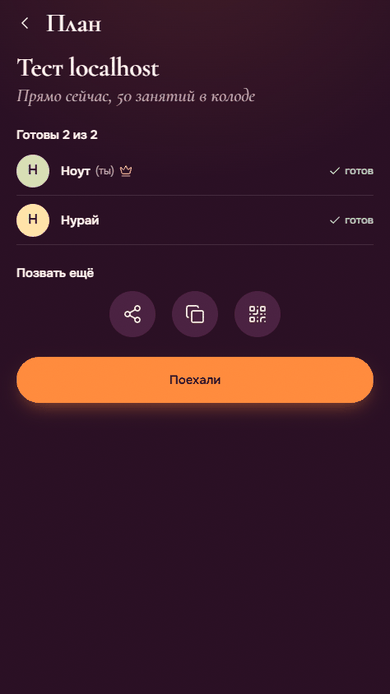 План
Тест localhost
Прямо сейчас, 50 занятий в колоде
Готовы 2 из 2
Н Ноут (ты) готов
Н Нурай готов
Позвать ещё
Поехали